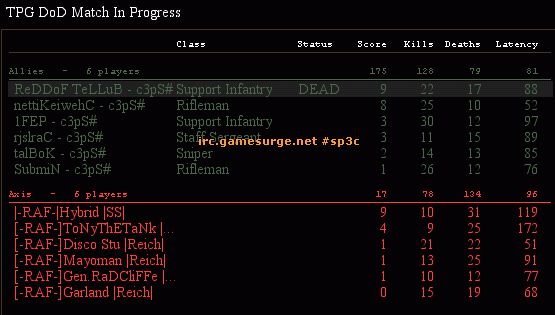 TPG DoD Match In Progress
Class Status Score Kills Deaths Latency
Allies - 6 players 175 128 79 81
ReDDoF TeLLuB - c3pS# Support Infantry DEAD 9 22 17 88
nettiKeiwehC - c3pS# Rifleman 8 25 10 52
1FEP - c3pS# Support Infantry 3 30 12 97
rjslraC - c3pS# Staff Sergeant 3 11 15 89
irc.gamesurge.net #sp3c
talBoK - c3pS# Sniper 2 14 13 85
SubmiN - c3pS# Rifleman 1 26 12 76
Axis - 6 players 17 78 134 96
|-RAF-|Hybrid |SS| 9 10 31 119
[-RAF-]ToNyThETaNk |... 4 9 25 172
[-RAF-]Disco Stu |Reich| 1 21 22 51
[-RAF-]Mayoman |Reich| 1 13 25 91
[-RAF-]Gen.RaDCliFFe |... 1 10 12 77
[-RAF-]Garland |Reich| 0 15 19 68